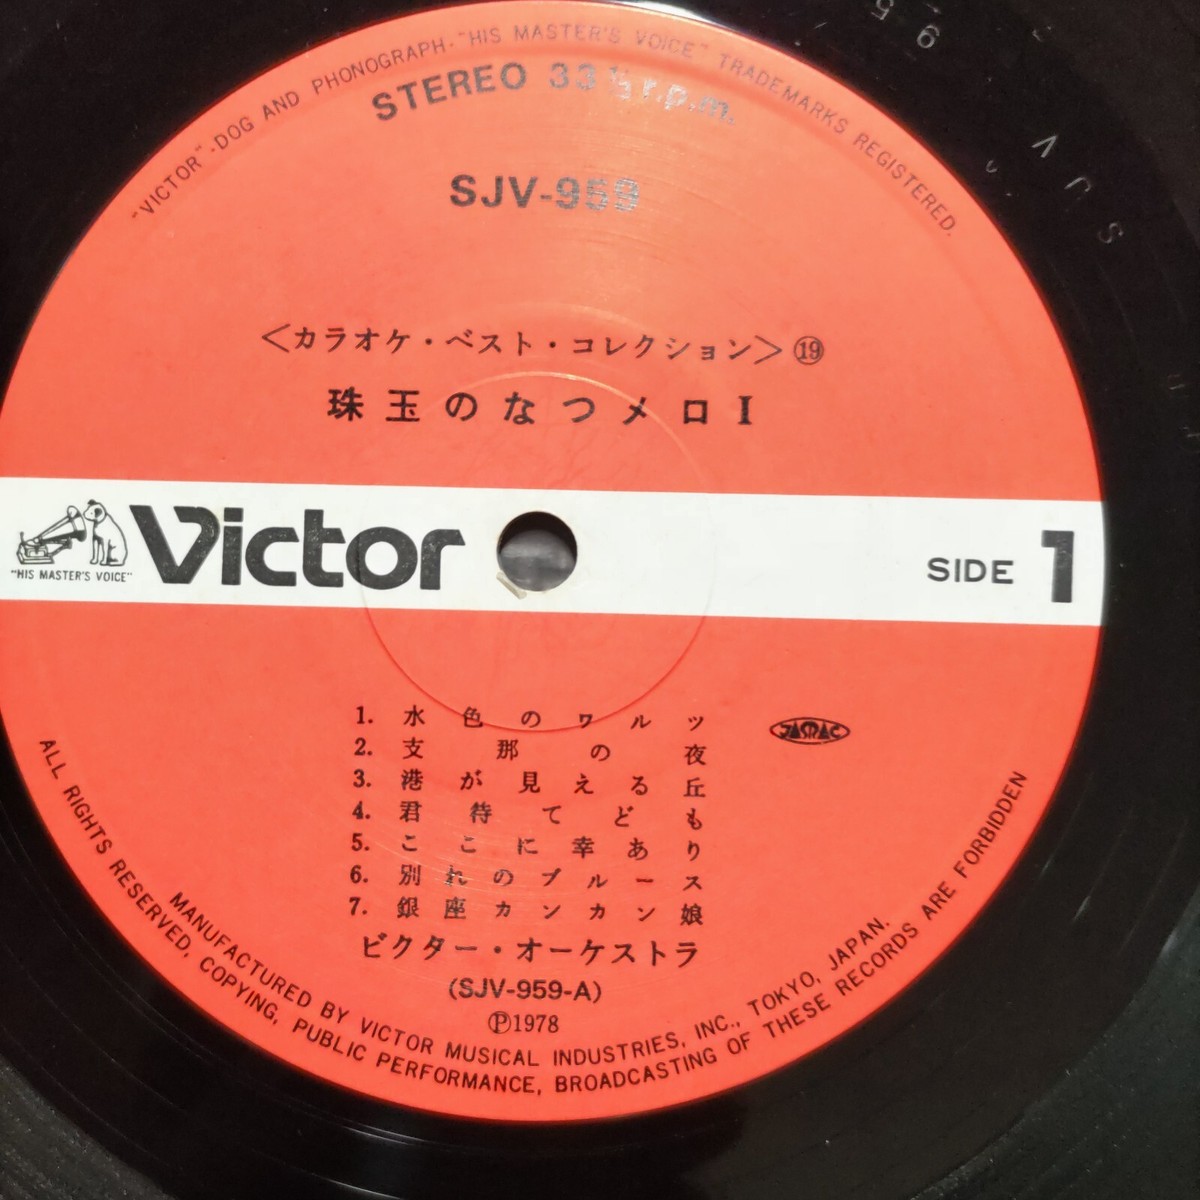 "VICTOR"·DOG AND PHONOGRAPH·"HIS MASTER'S VOICE" TRADEMARKS REGISTERED.
STEREO 33 ⅓ r.p.m.
SJV-959
<カラオケ・ベスト・コレクション>⑲
珠玉のなつメロI
"HIS MASTER'S VOICE"
Victor
SIDE 1
1. 水色のワルツ
2. 支那の夜
3. 港が見える丘
4. 君待てども
5. ここに幸あり
6. 別れのブルース
7. 銀座カンカン娘
JASRAC
ビクター・オーケストラ
(SJV-959-A)
Ⓟ1978
MANUFACTURED BY VICTOR MUSICAL INDUSTRIES, INC., TOKYO, JAPAN.
ALL RIGHTS RESERVED, COPYING, PUBLIC PERFORMANCE, BROADCASTING OF THESE RECORDS ARE FORBIDDEN